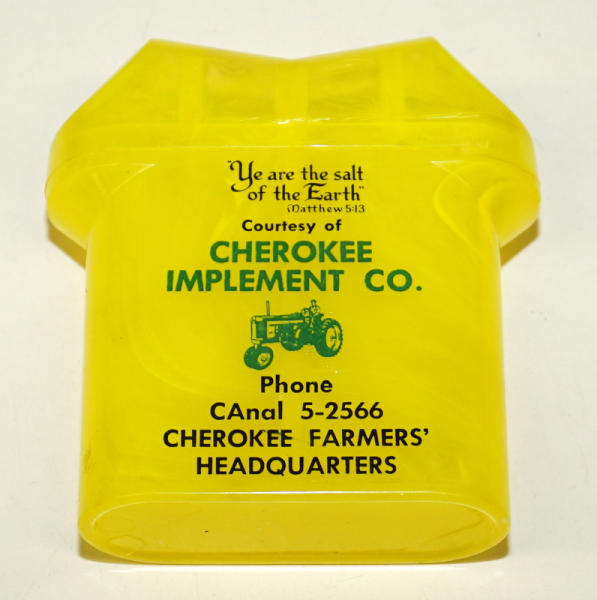 "Ye are the salt
of the Earth"
Matthew 5:13
Courtesy of
CHEROKEE
IMPLEMENT CO.
Phone
CAnal 5-2566
CHEROKEE FARMERS'
HEADQUARTERS